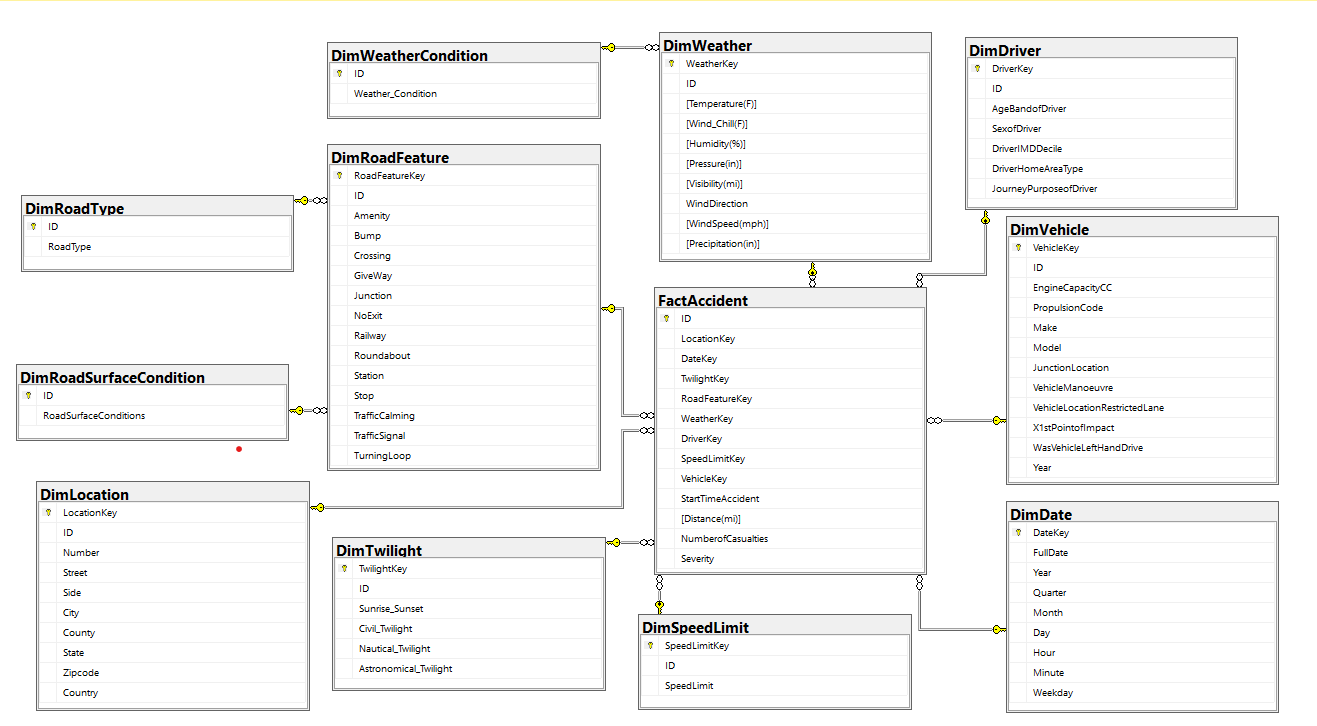 DimWeatherCondition
ID
Weather_Condition
DimWeather
WeatherKey
ID
[Temperature(F)]
[Wind_Chill(F)]
[Humidity(%)]
[Pressure(in)]
[Visibility(mi)]
WindDirection
[WindSpeed(mph)]
[Precipitation(in)]
DimDriver
DriverKey
ID
AgeBandofDriver
SexofDriver
DriverIMDDecile
DriverHomeAreaType
JourneyPurposeofDriver
DimRoadType
ID
RoadType
DimRoadFeature
RoadFeatureKey
ID
Amenity
Bump
Crossing
GiveWay
Junction
NoExit
Railway
Roundabout
Station
Stop
TrafficCalming
TrafficSignal
TurningLoop
DimVehicle
VehicleKey
ID
EngineCapacityCC
PropulsionCode
Make
Model
JunctionLocation
VehicleManoeuvre
VehicleLocationRestrictedLane
X1stPointofImpact
WasVehicleLeftHandDrive
Year
FactAccident
ID
LocationKey
DateKey
TwilightKey
RoadFeatureKey
WeatherKey
DriverKey
SpeedLimitKey
VehicleKey
StartTimeAccident
[Distance(mi)]
NumberofCasualties
Severity
DimRoadSurfaceCondition
ID
RoadSurfaceConditions
DimLocation
LocationKey
ID
Number
Street
Side
City
County
State
Zipcode
Country
DimTwilight
TwilightKey
ID
Sunrise_Sunset
Civil_Twilight
Nautical_Twilight
Astronomical_Twilight
DimSpeedLimit
SpeedLimitKey
ID
SpeedLimit
DimDate
DateKey
FullDate
Year
Quarter
Month
Day
Hour
Minute
Weekday